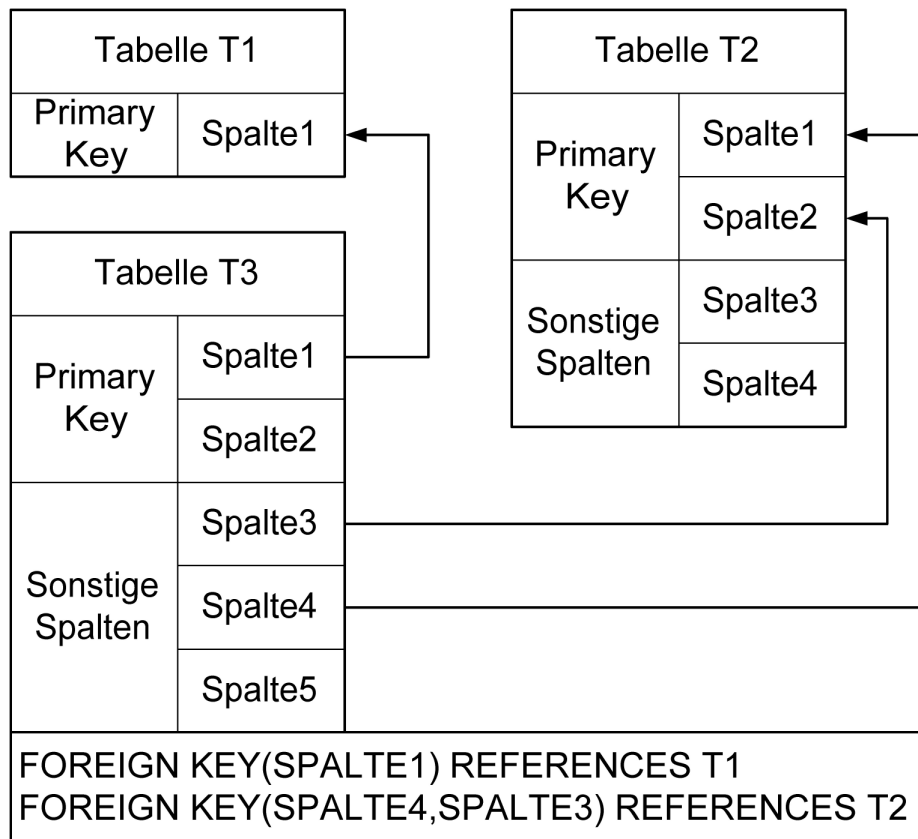 Tabelle T1
Primary
Key
Spalte1
Tabelle T2
Primary
Key
Spalte1
Spalte2
Sonstige
Spalten
Spalte3
Spalte4
Tabelle T3
Primary
Key
Spalte1
Spalte2
Sonstige
Spalten
Spalte3
Spalte4
Spalte5
FOREIGN KEY(SPALTE1) REFERENCES T1
FOREIGN KEY(SPALTE4,SPALTE3) REFERENCES T2